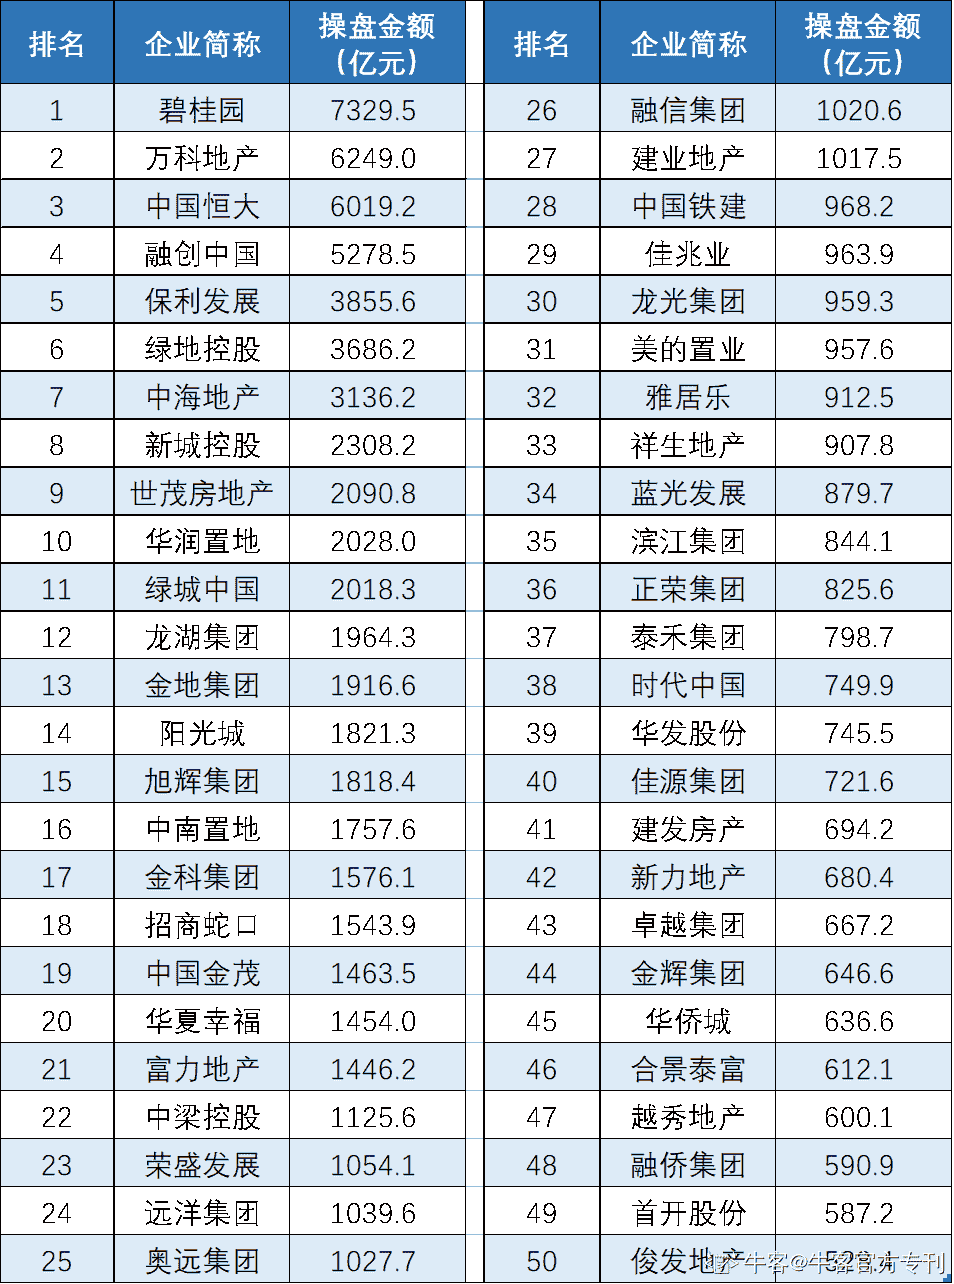 排名 企业简称 操盘金额
(亿元)
1 碧桂园 7329.5
2 万科地产 6249.0
3 中国恒大 6019.2
4 融创中国 5278.5
5 保利发展 3855.6
6 绿地控股 3686.2
7 中海地产 3136.2
8 新城控股 2308.2
9 世茂房地产 2090.8
10 华润置地 2028.0
11 绿城中国 2018.3
12 龙湖集团 1964.3
13 金地集团 1916.6
14 阳光城 1821.3
15 旭辉集团 1818.4
16 中南置地 1757.6
17 金科集团 1576.1
18 招商蛇口 1543.9
19 中国金茂 1463.5
20 华夏幸福 1454.0
21 富力地产 1446.2
22 中梁控股 1125.6
23 荣盛发展 1054.1
24 远洋集团 1039.6
25 奥远集团 1027.7
排名 企业简称 操盘金额
(亿元)
26 融信集团 1020.6
27 建业地产 1017.5
28 中国铁建 968.2
29 佳兆业 963.9
30 龙光集团 959.3
31 美的置业 957.6
32 雅居乐 912.5
33 祥生地产 907.8
34 蓝光发展 879.7
35 滨江集团 844.1
36 正荣集团 825.6
37 泰禾集团 798.7
38 时代中国 749.9
39 华发股份 745.5
40 佳源集团 721.6
41 建发房产 694.2
42 新力地产 680.4
43 卓越集团 667.2
44 金辉集团 646.6
45 华侨城 636.6
46 合景泰富 612.1
47 越秀地产 600.1
48 融侨集团 590.9
49 首开股份 587.2
50 俊发地产
牛客@牛客官方专刊